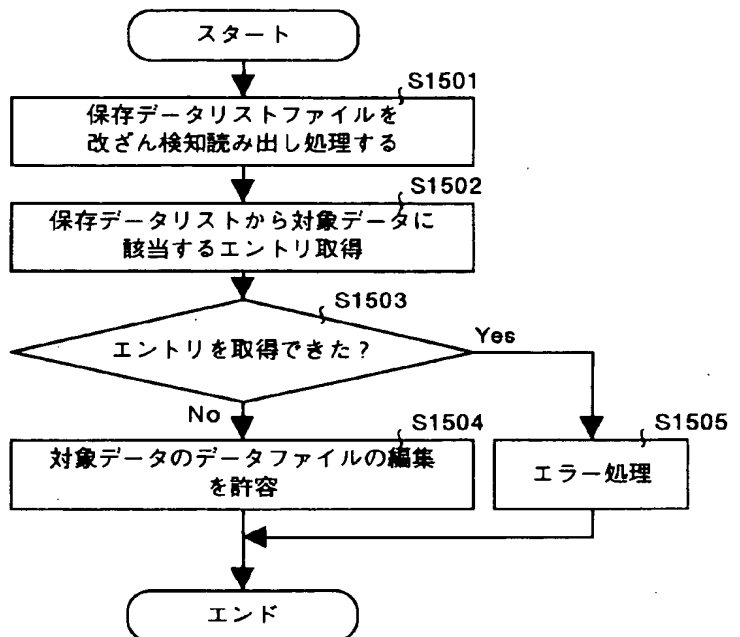 スタート
S1501
保存データリストファイルを
改ざん検知読み出し処理する
S1502
保存データリストから対象データに
該当するエントリ取得
S1503
エントリを取得できた?
Yes
No
S1504
対象データのデータファイルの編集
を許容
S1505
エラー処理
エンド